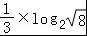 1/3 × log₂√8